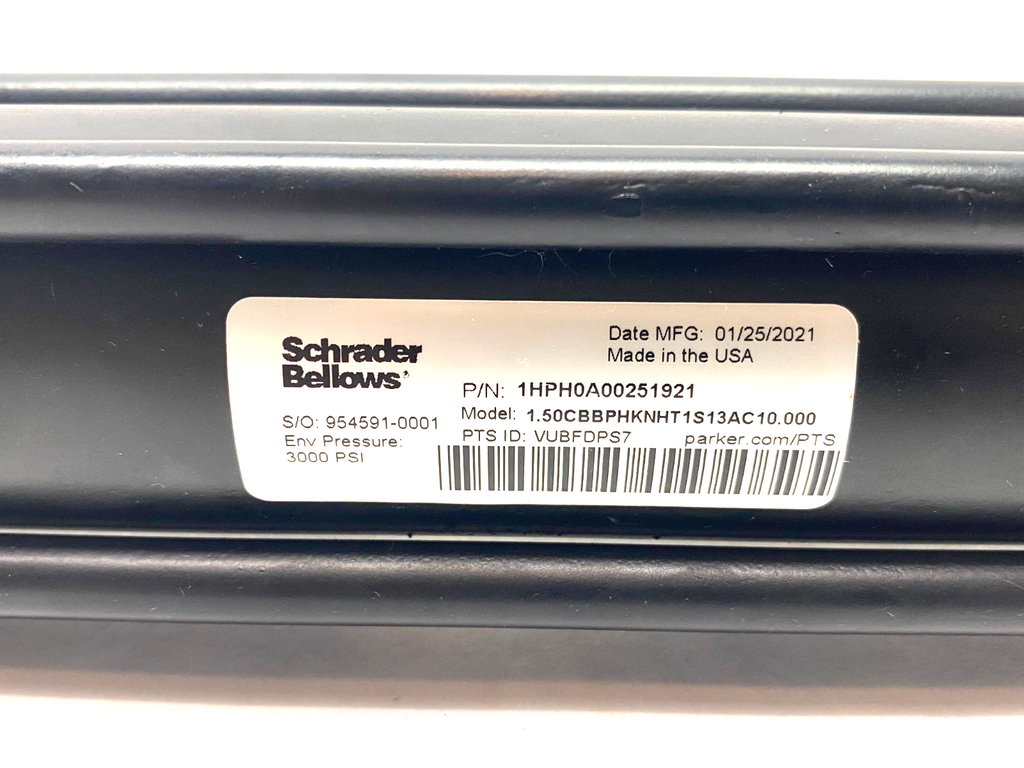 Schrader
Bellows
Date MFG: 01/25/2021
Made in the USA
P/N: 1HPH0A00251921
Model: 1.50CBBPHKNHT1S13AC10.000
S/O: 954591-0001
PTS ID: VUBFDPS7 parker.com/PTS
Env Pressure:
3000 PSI